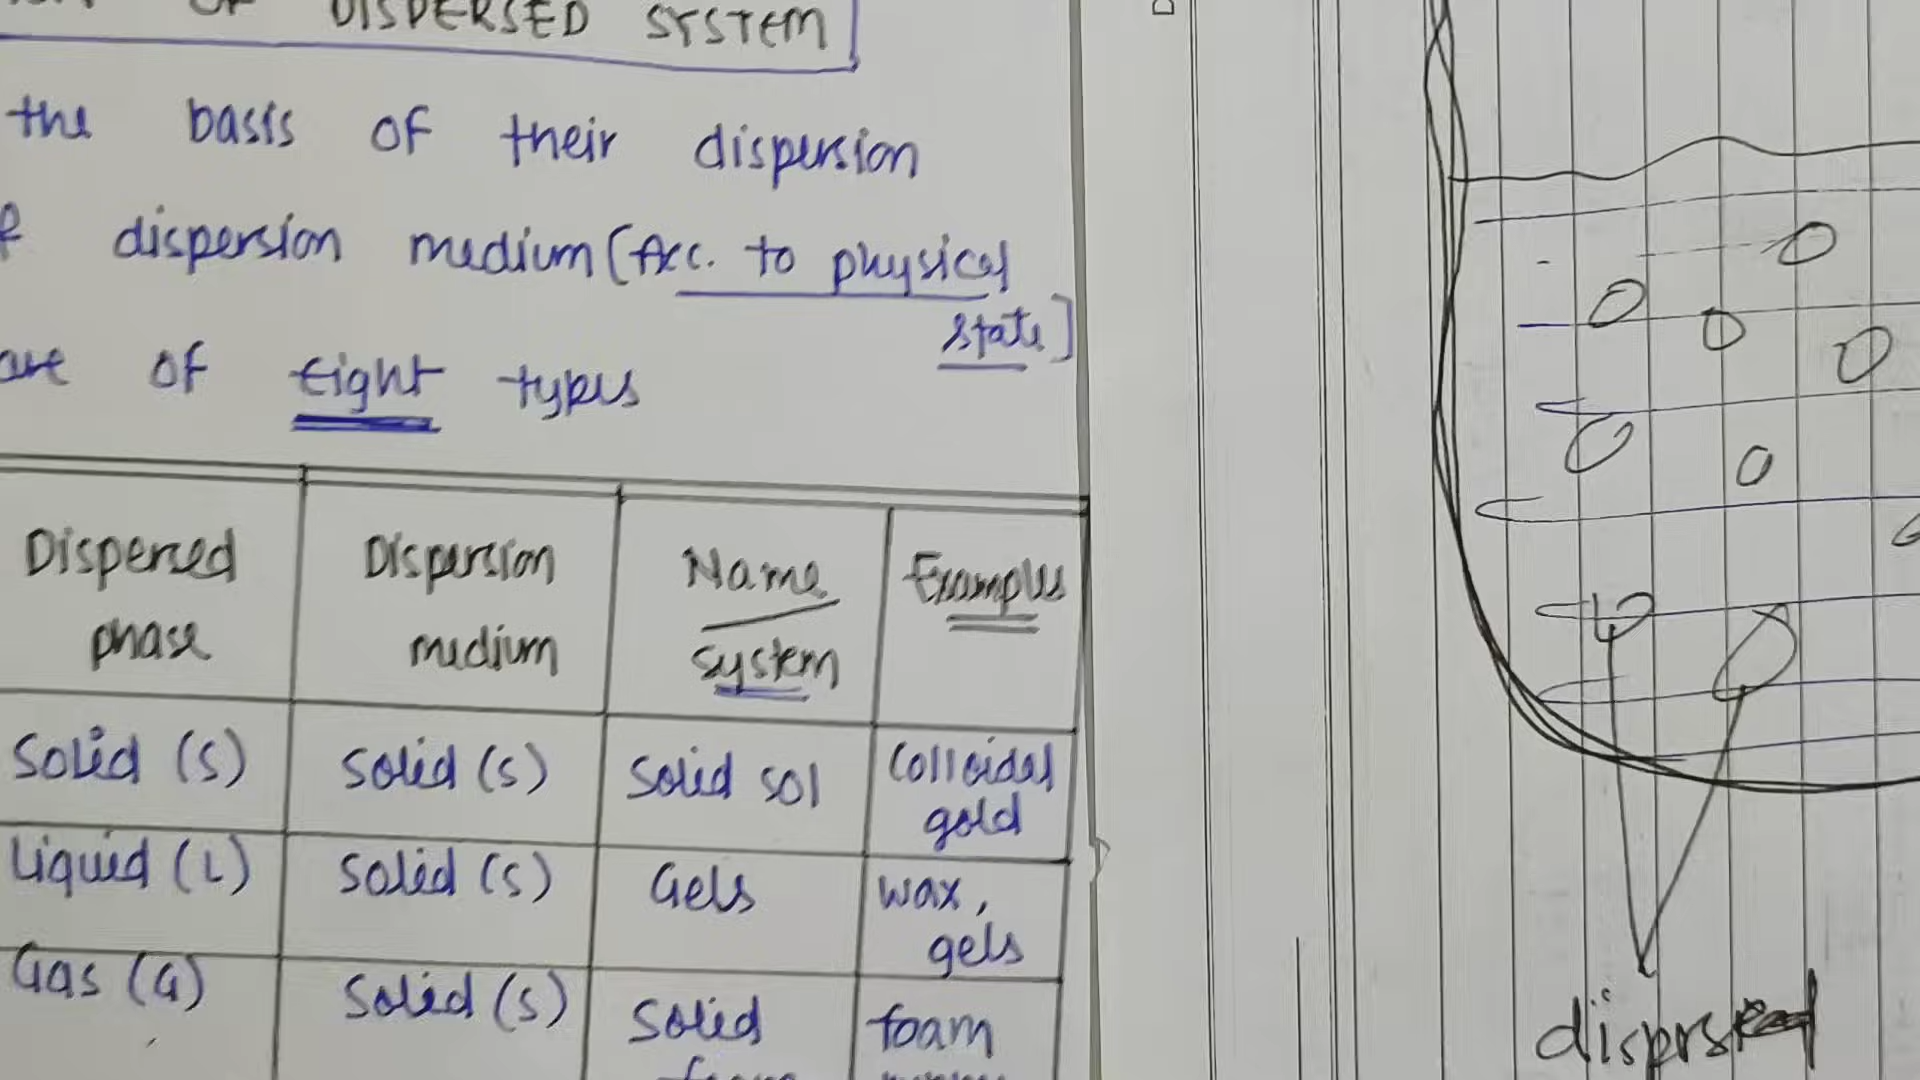 OF DISPERSED SYSTEM
the basis of their dispersion
dispersion medium (Acc. to physical
state]
are of Eight types
Dispersed phase
Dispersion medium
Name
system
Examples
Solid (S)
Solid (S)
Solid sol
Colloidal gold
Liquid (L)
Solid (S)
Gels
wax, gels
Gas (G)
Solid (S)
Solid
foam
dispersed